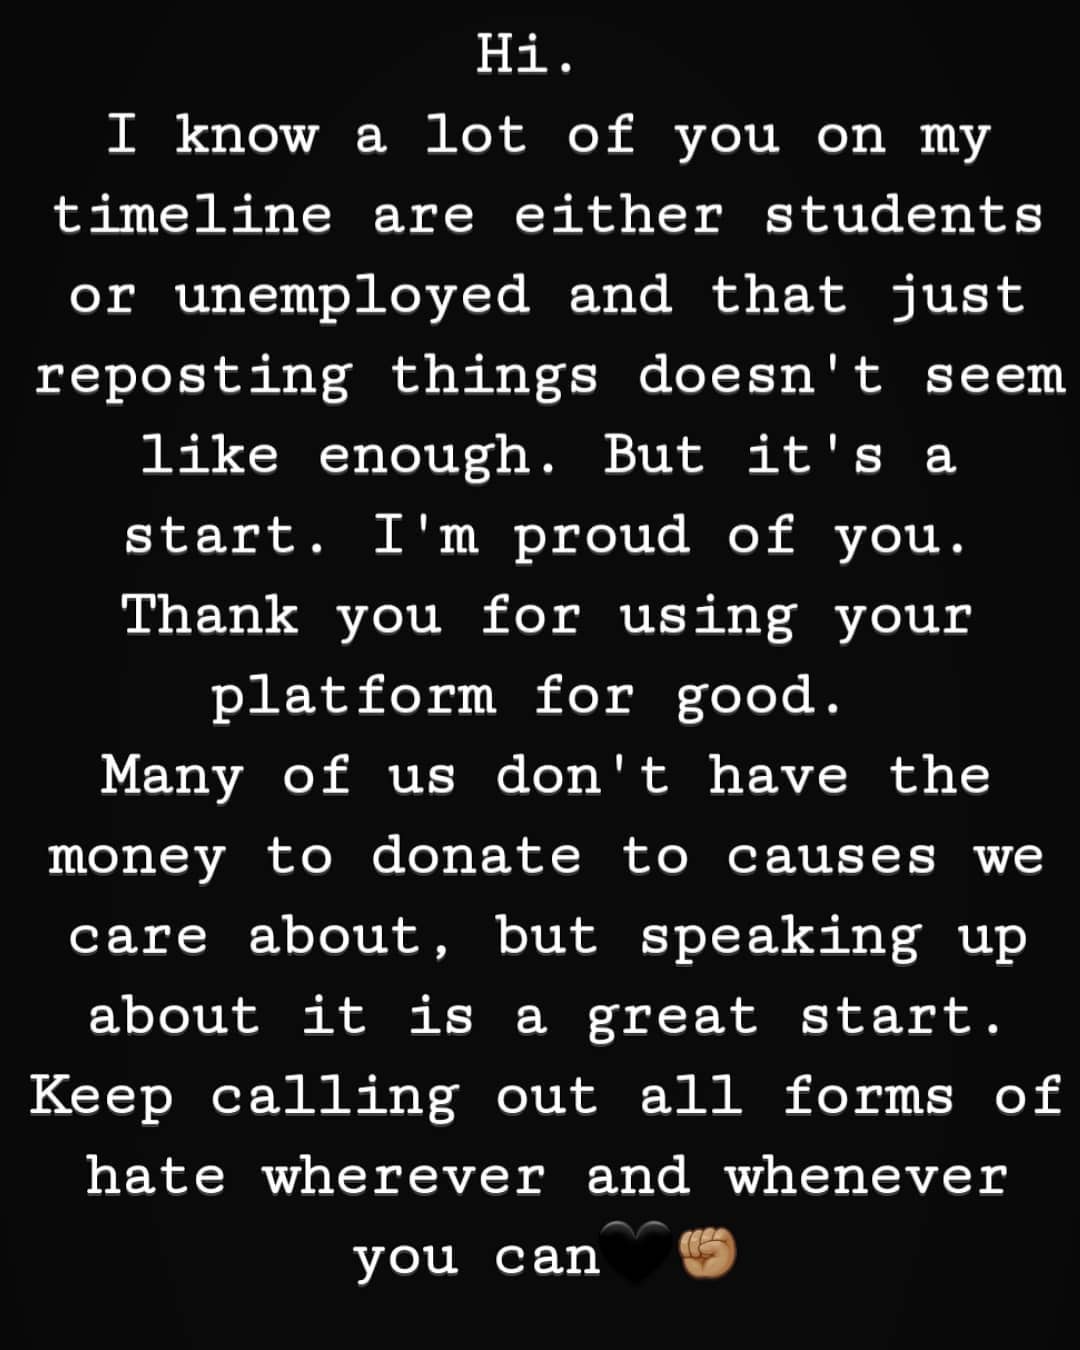 Hi.
I know a lot of you on my
timeline are either students
or unemployed and that just
reposting things doesn't seem
like enough. But it's a
start. I'm proud of you.
Thank you for using your
platform for good.
Many of us don't have the
money to donate to causes we
care about, but speaking up
about it is a great start.
Keep calling out all forms of
hate wherever and whenever
you can🖤✊🏽